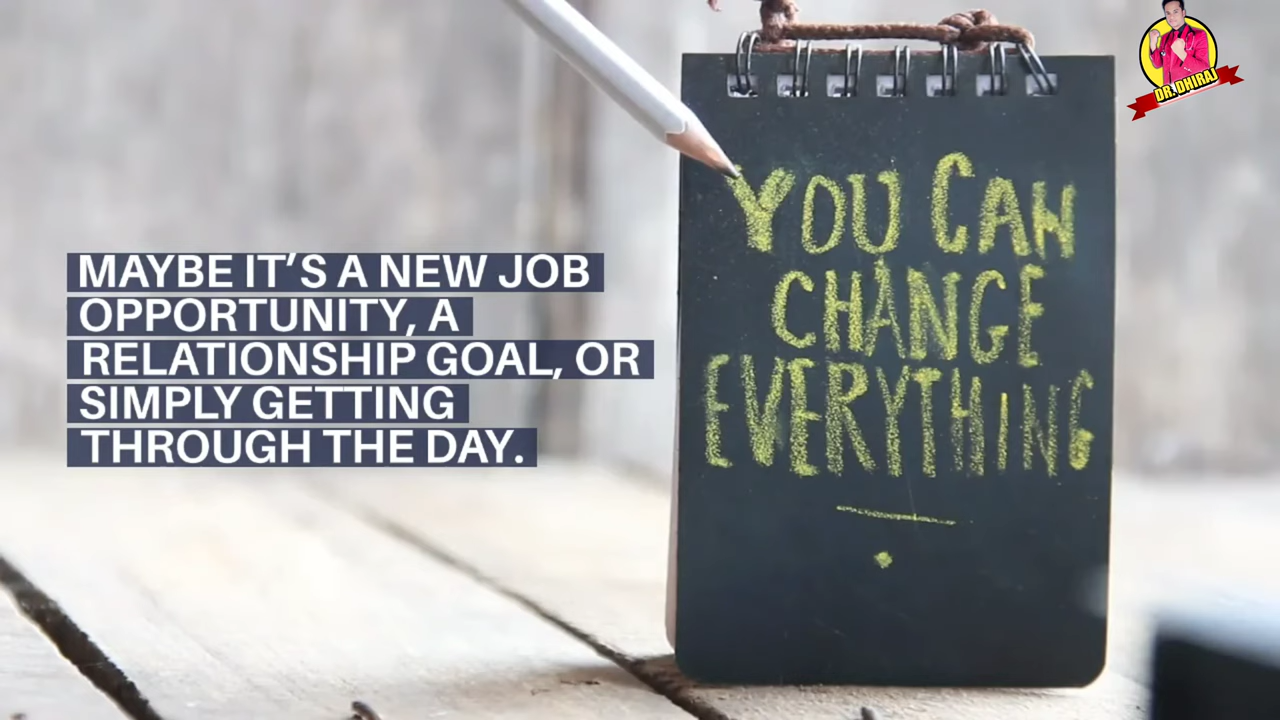 MAYBE IT'S A NEW JOB
OPPORTUNITY, A
RELATIONSHIP GOAL, OR
SIMPLY GETTING
THROUGH THE DAY.
YOU CAN
CHANGE
EVERYTHING
DR. DHIRAJ